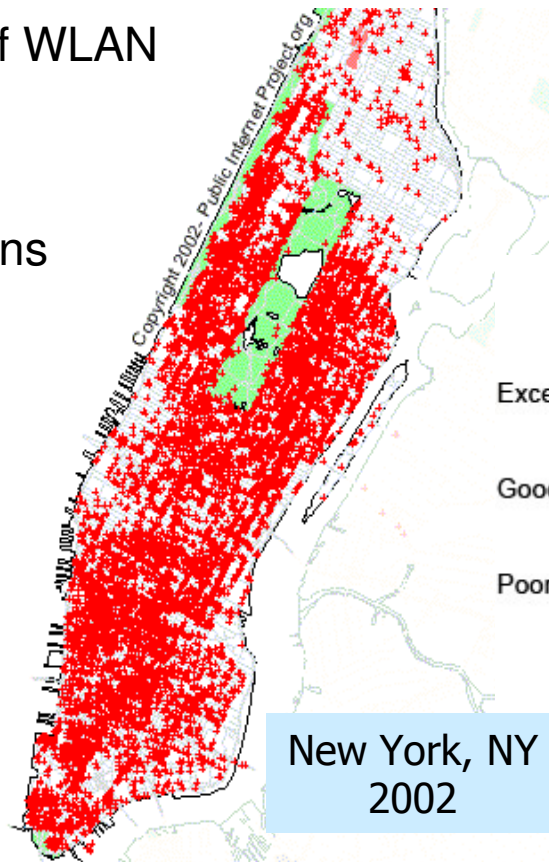 f WLAN
ns
Copyright 2002- Public Internet Project.org
Exce
Good
Poor
New York, NY
2002